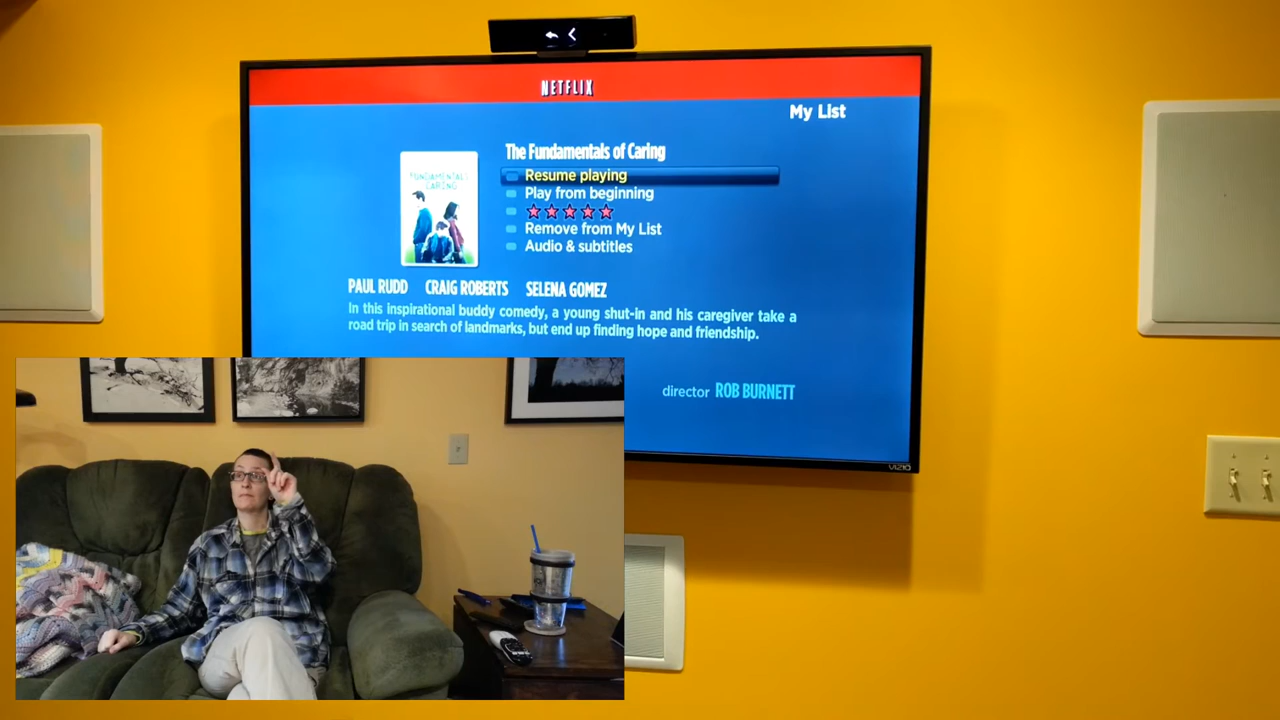 NETFLIX
My List
The Fundamentals of Caring
FUNDAMENTALS
CARING
Resume playing
Play from beginning
Remove from My List
Audio & subtitles
PAUL RUDD CRAIG ROBERTS SELENA GOMEZ
In this inspirational buddy comedy, a young shut-in and his caregiver take a
road trip in search of landmarks, but end up finding hope and friendship.
director ROB BURNETT
VIZIO